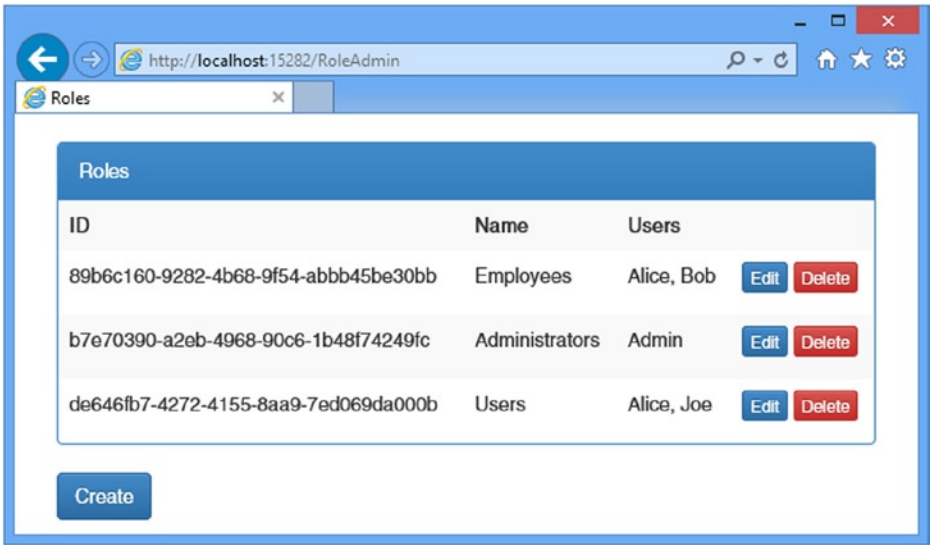 http://localhost:15282/RoleAdmin
Roles
Roles
ID Name Users
89b6c160-9282-4b68-9f54-abbb45be30bb Employees Alice, Bob Edit Delete
b7e70390-a2eb-4968-90c6-1b48f74249fc Administrators Admin Edit Delete
de646fb7-4272-4155-8aa9-7ed069da000b Users Alice, Joe Edit Delete
Create